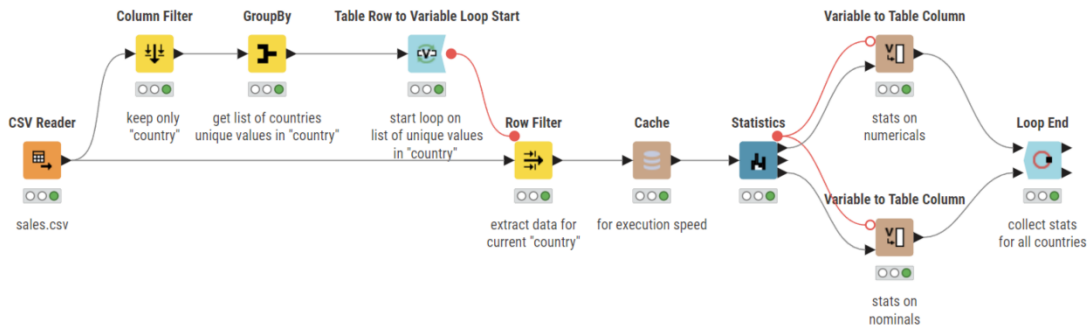 Column Filter
GroupBy
Table Row to Variable Loop Start
Variable to Table Column
keep only
"country"
get list of countries
unique values in "country"
start loop on
list of unique values
in "country"
stats on
numericals
CSV Reader
Row Filter
Cache
Statistics
Loop End
sales.csv
extract data for
current "country"
for execution speed
Variable to Table Column
collect stats
for all countries
stats on
nominals